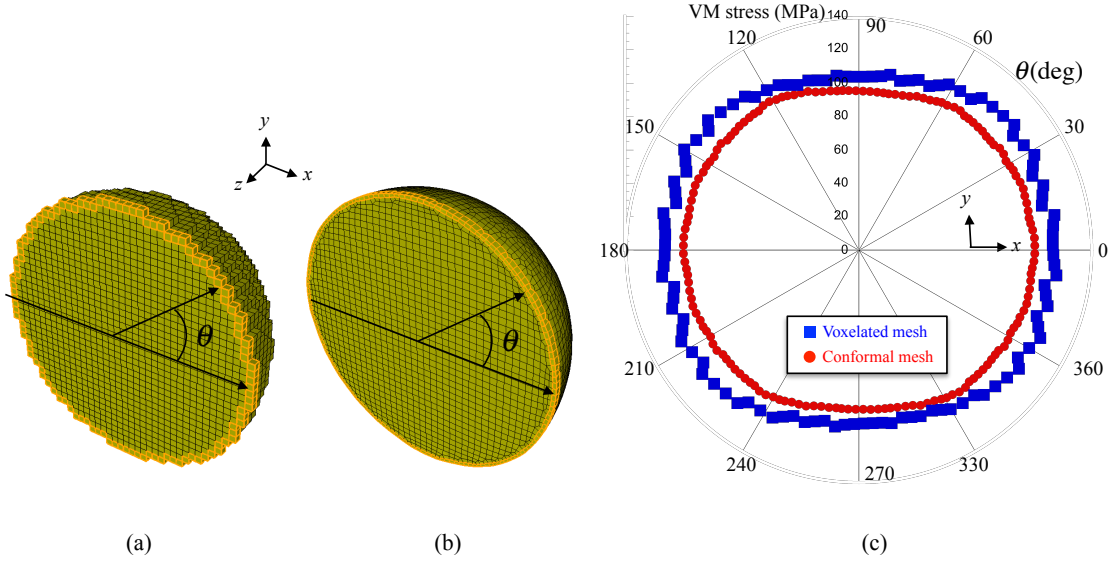 y
z
x
θ
θ
(a)
(b)
VM stress (MPa)
140
120
100
80
60
40
20
0
90
60
θ(deg)
30
0
360
330
270
240
210
180
150
120
y
x
Voxelated mesh
Conformal mesh
(c)